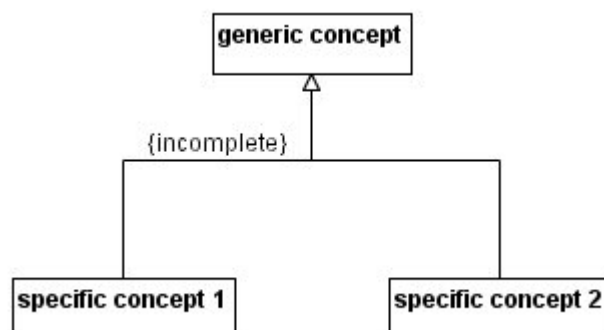 generic concept
{incomplete}
specific concept 1
specific concept 2